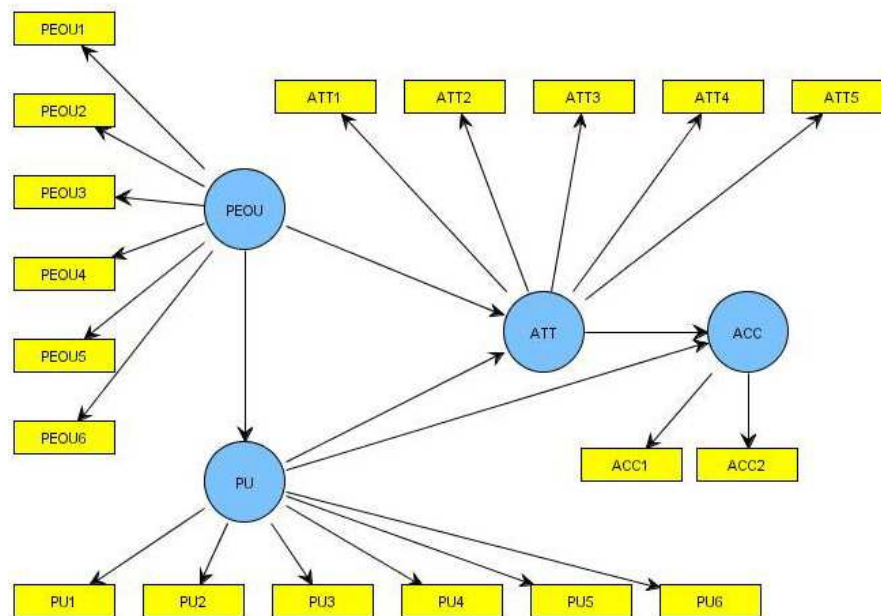 PEOU1
ATT1 ATT2 ATT3 ATT4 ATT5
PEOU2
PEOU3
PEOU
PEOU4
ATT ACC
PEOU5
PEOU6
ACC1 ACC2
PU
PU1 PU2 PU3 PU4 PU5 PU6